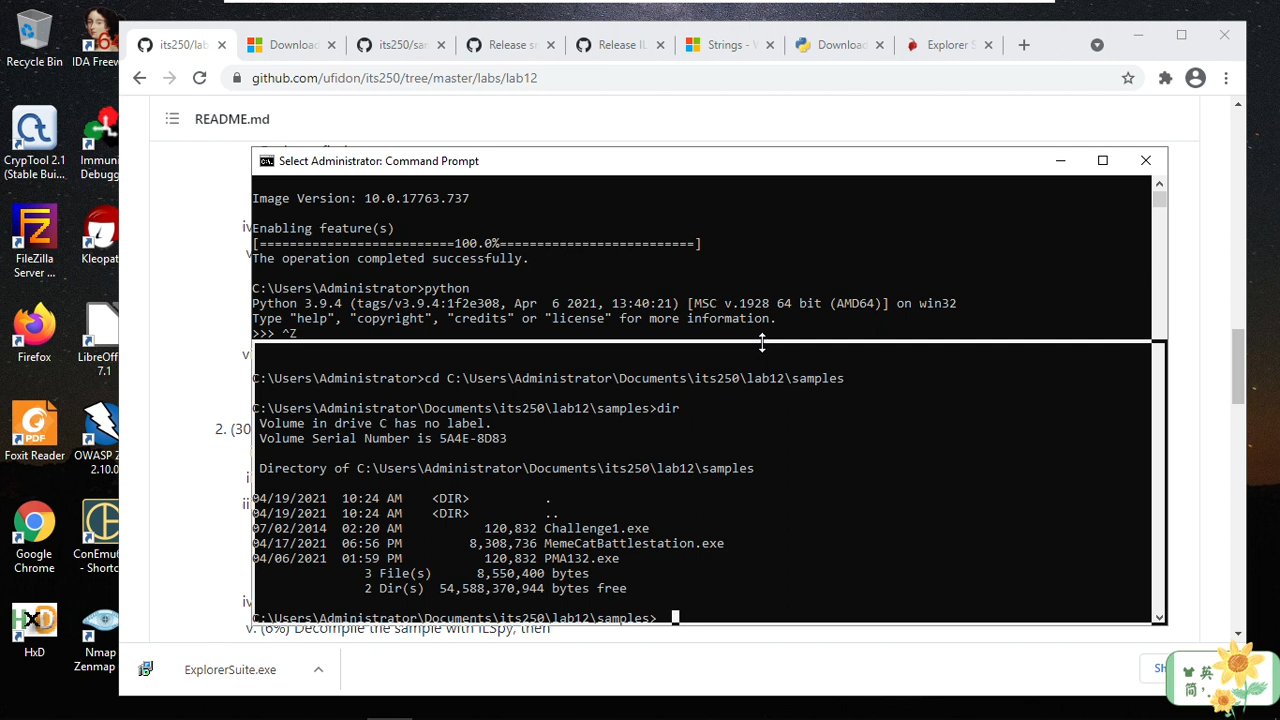 Recycle Bin
IDA Freew
CrypTool 2.1
(Stable Bui...
Immuni
Debugg
FileZilla
Server ...
Kleopat
Firefox
LibreOff
7.1
Foxit Reader
OWASP Z
2.10.0
Google
Chrome
ConEmu
- Shortc
HxD
Nmap
Zenmap
its250/lab
Download
its250/sa
Release s
Release IL
Strings - W
Download
Explorer
github.com/ufidon/its250/tree/master/labs/lab12
README.md
Select Administrator: Command Prompt
Image Version: 10.0.17763.737
Enabling feature(s)
[==========================100.0%==========================]
The operation completed successfully.
C:\Users\Administrator>python
Python 3.9.4 (tags/v3.9.4:1f2e308, Apr  6 2021, 13:40:21) [MSC v.1928 64 bit (AMD64)] on win32
Type "help", "copyright", "credits" or "license" for more information.
>>> ^Z
C:\Users\Administrator>cd C:\Users\Administrator\Documents\its250\lab12\samples
C:\Users\Administrator\Documents\its250\lab12\samples>dir
Volume in drive C has no label.
Volume Serial Number is 5A4E-8D83
Directory of C:\Users\Administrator\Documents\its250\lab12\samples
04/19/2021  10:24 AM    <DIR>          .
04/19/2021  10:24 AM    <DIR>          ..
07/02/2014  02:20 AM           120,832 Challenge1.exe
04/17/2021  06:56 PM         8,308,736 MemeCatBattlestation.exe
04/06/2021  01:59 PM           120,832 PMA132.exe
3 File(s)      8,550,400 bytes
2 Dir(s)  54,588,370,944 bytes free
C:\Users\Administrator\Documents\its250\lab12\samples>
iv
v
v
2. (30
i
ii
iv
v. (6%) Decompile the sample with ILSpy, then
ExplorerSuite.exe
Sh
英
简